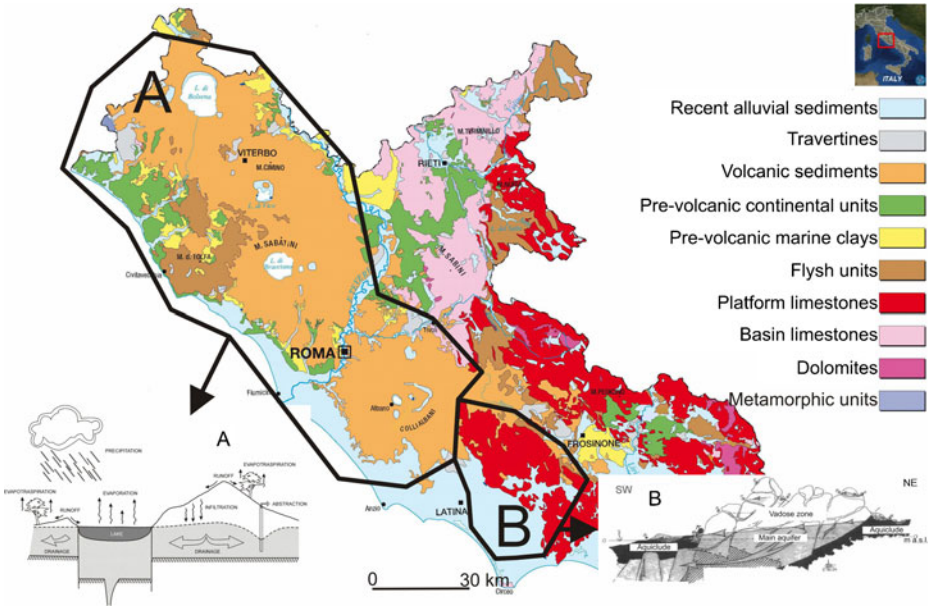 A
L. di
Bolsena
VITERBO
M.CIMINO
L. di Vico
M. SABATINI
L. di
Bracciano
M. d. TOLFA
Civitavecchia
M. TERMINILLO
RIETI
M. SABINI
Tivoli
ROMA
Fiumicino
Albano
COLLI ALBANI
FROSINONE
Anzio
LATINA
B
Circeo
0 30 km
ITALY
Recent alluvial sediments
Travertines
Volcanic sediments
Pre-volcanic continental units
Pre-volcanic marine clays
Flysh units
Platform limestones
Basin limestones
Dolomites
Metamorphic units
A
PRECIPITATION
EVAPOTRASPIRATION
RUNOFF
EVAPOTRASPIRATION
RUNOFF
EVAPORATION
INFILTRATION
ABSTRACTION
LAKE
DRAINAGE
DRAINAGE
SW
B
NE
Vadose zone
Main aquifer
Aquiclude
Aquiclude
m a.s.l.